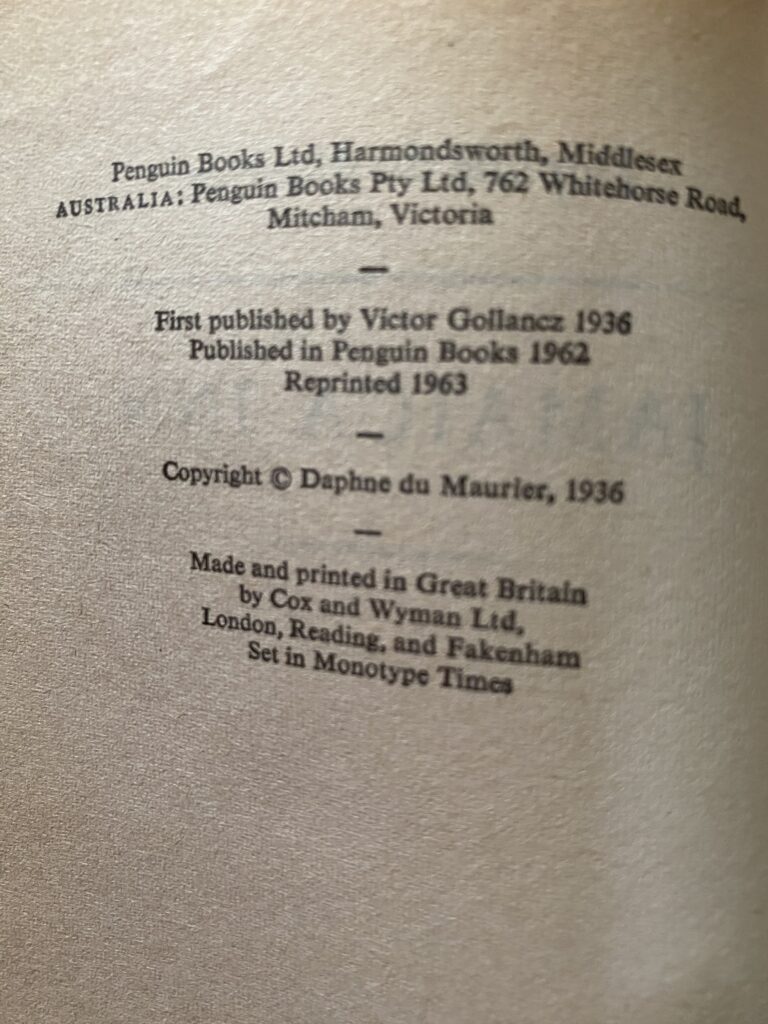 Penguin Books Ltd, Harmondsworth, Middlesex
AUSTRALIA: Penguin Books Pty Ltd, 762 Whitehorse Road,
Mitcham, Victoria
—
First published by Victor Gollancz 1936
Published in Penguin Books 1962
Reprinted 1963
—
Copyright © Daphne du Maurier, 1936
—
Made and printed in Great Britain
by Cox and Wyman Ltd,
London, Reading, and Fakenham
Set in Monotype Times